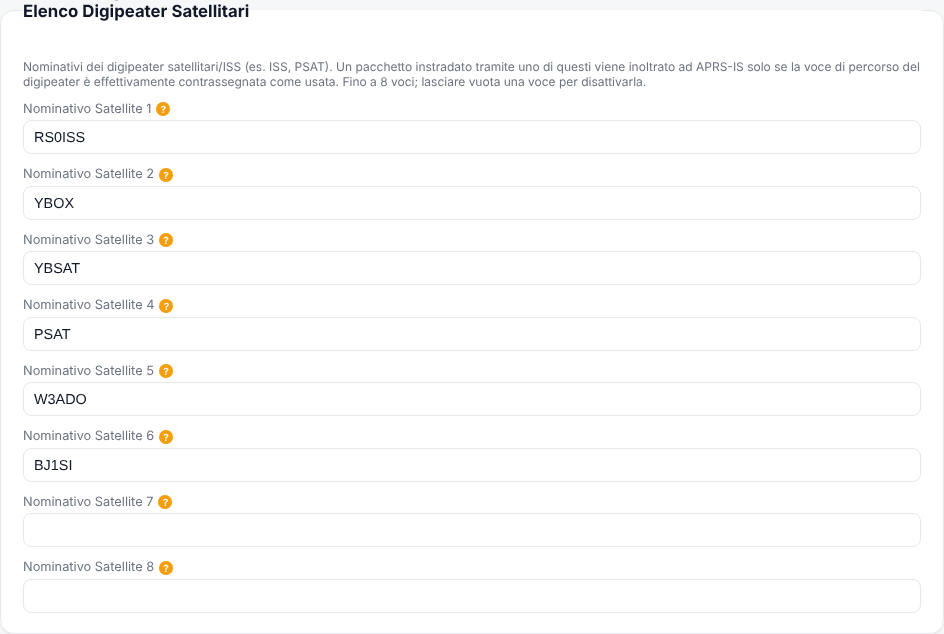 Elenco Digipeater Satellitari
Nominativi dei digipeater satellitari/ISS (es. ISS, PSAT). Un pacchetto instradato tramite uno di questi viene inoltrato ad APRS-IS solo se la voce di percorso del
digipeater è effettivamente contrassegnata come usata. Fino a 8 voci; lasciare vuota una voce per disattivarla.
Nominativo Satellite 1 ?
RS0ISS
Nominativo Satellite 2 ?
YBOX
Nominativo Satellite 3 ?
YBSAT
Nominativo Satellite 4 ?
PSAT
Nominativo Satellite 5 ?
W3ADO
Nominativo Satellite 6 ?
BJ1SI
Nominativo Satellite 7 ?
Nominativo Satellite 8 ?